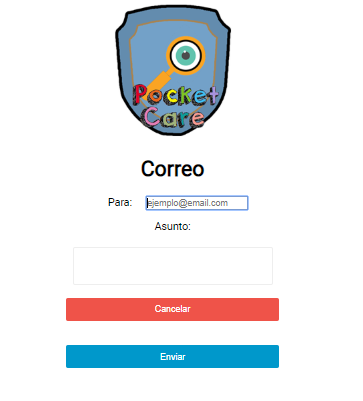 Pocket
Care
Correo
Para: ejemplo@email.com
Asunto:
Cancelar
Enviar